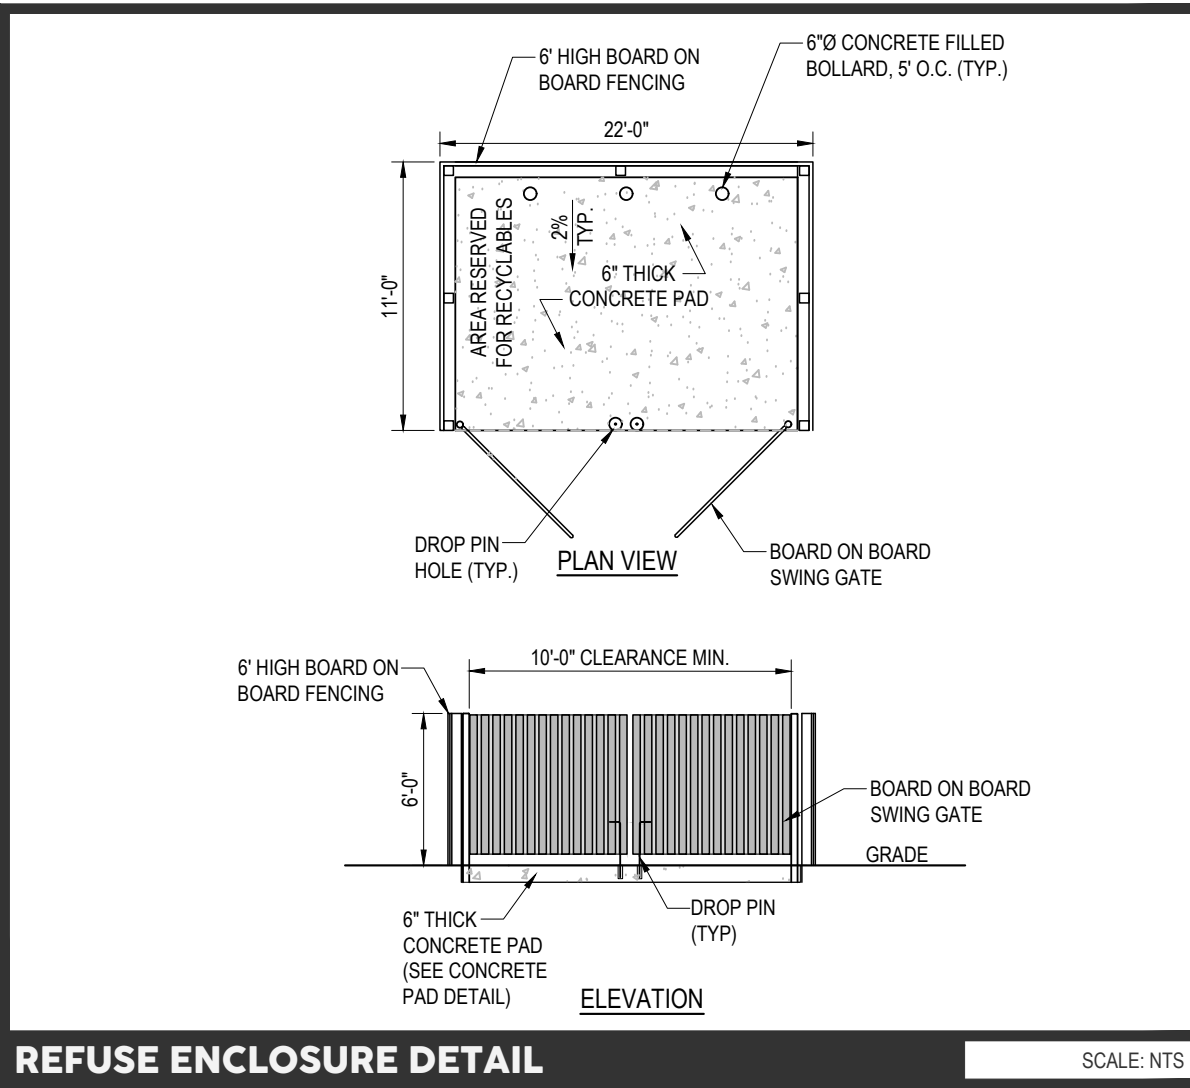 6' HIGH BOARD ON
BOARD FENCING
6"Ø CONCRETE FILLED
BOLLARD, 5' O.C. (TYP.)
22'-0"
11'-0"
AREA RESERVED
FOR RECYCLABLES
2%
TYP.
6" THICK
CONCRETE PAD
DROP PIN
HOLE (TYP.)
PLAN VIEW
BOARD ON BOARD
SWING GATE
10'-0" CLEARANCE MIN.
6' HIGH BOARD ON
BOARD FENCING
6'-0"
BOARD ON BOARD
SWING GATE
GRADE
6" THICK
CONCRETE PAD
(SEE CONCRETE
PAD DETAIL)
DROP PIN
(TYP)
ELEVATION
REFUSE ENCLOSURE DETAIL
SCALE: NTS